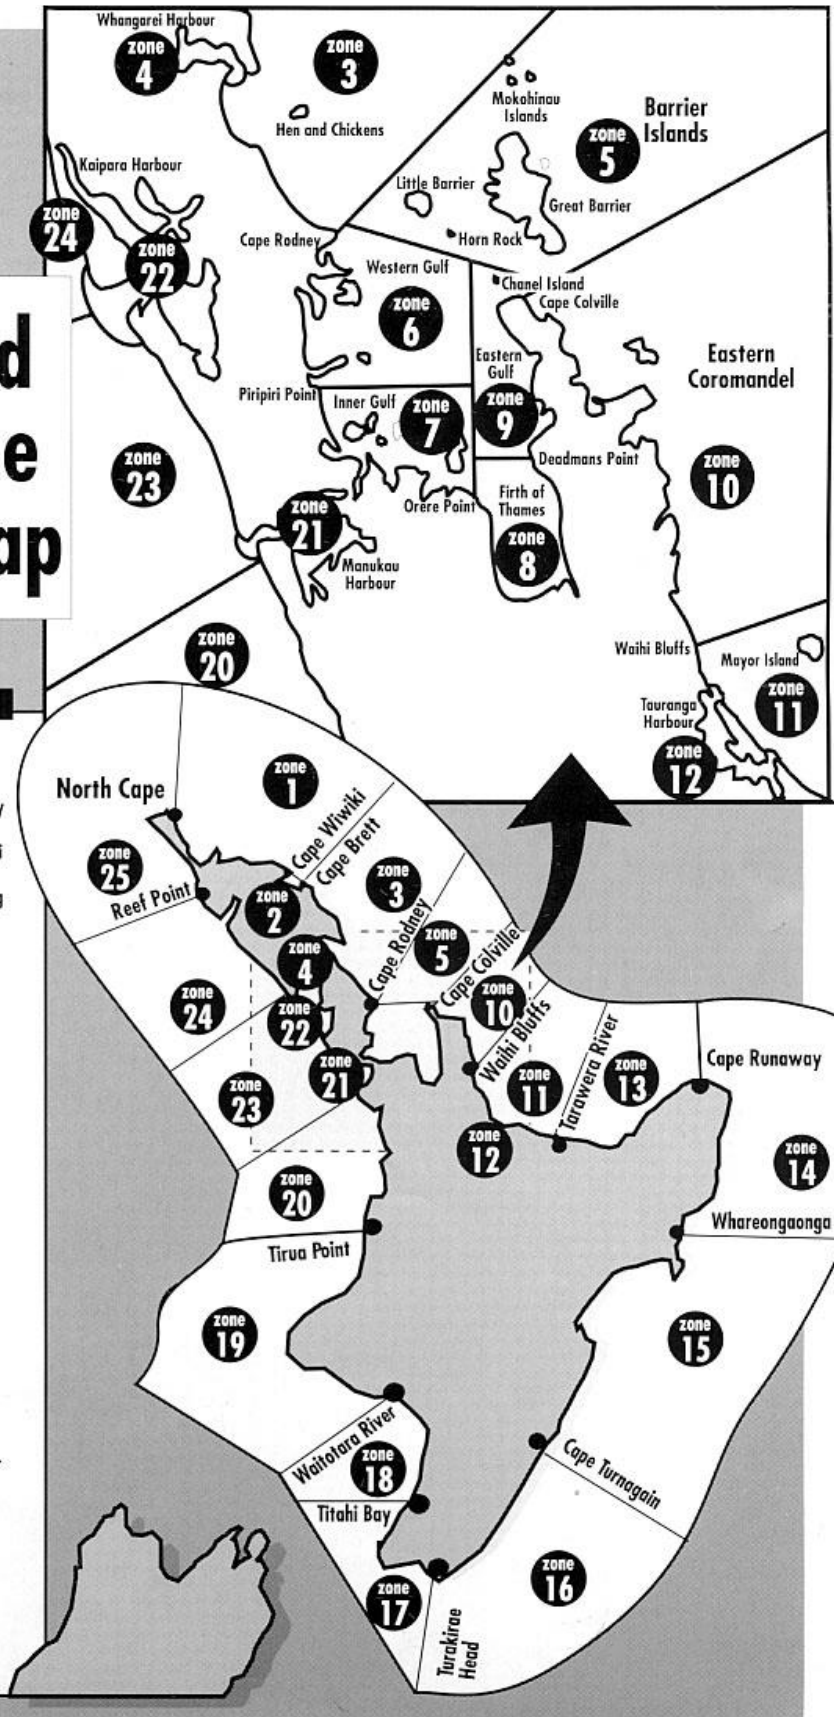 Whangarei Harbour
zone
4
zone
3
Hen and Chickens
Mokohinau
Islands
Barrier
Islands
zone
5
Kaipara Harbour
Little Barrier
Great Barrier
Horn Rock
zone
24
zone
22
Cape Rodney
Western Gulf
zone
6
Chanel Island
Cape Colville
d
e
ap
Eastern
Gulf
zone
9
Eastern
Coromandel
Piripiri Point
Inner Gulf
zone
7
zone
23
Deadmans Point
zone
10
Orere Point
Firth of
Thames
zone
8
zone
21
Manukau
Harbour
zone
20
Waihi Bluffs
Mayor Island
zone
11
Tauranga
Harbour
zone
12
North Cape
zone
1
Cape Wiwiki
Cape Brett
zone
25
Reef Point
zone
2
zone
3
Cape Rodney
zone
4
zone
5
Cape Colville
zone
10
Waihi Bluffs
zone
24
zone
22
zone
21
zone
23
zone
11
Tarawera River
zone
13
Cape Runaway
zone
12
zone
14
zone
20
Tirua Point
Whareongaonga
zone
19
zone
15
Waitotara River
zone
18
Titahi Bay
Cape Turnagain
zone
17
zone
16
Turakirae
Head